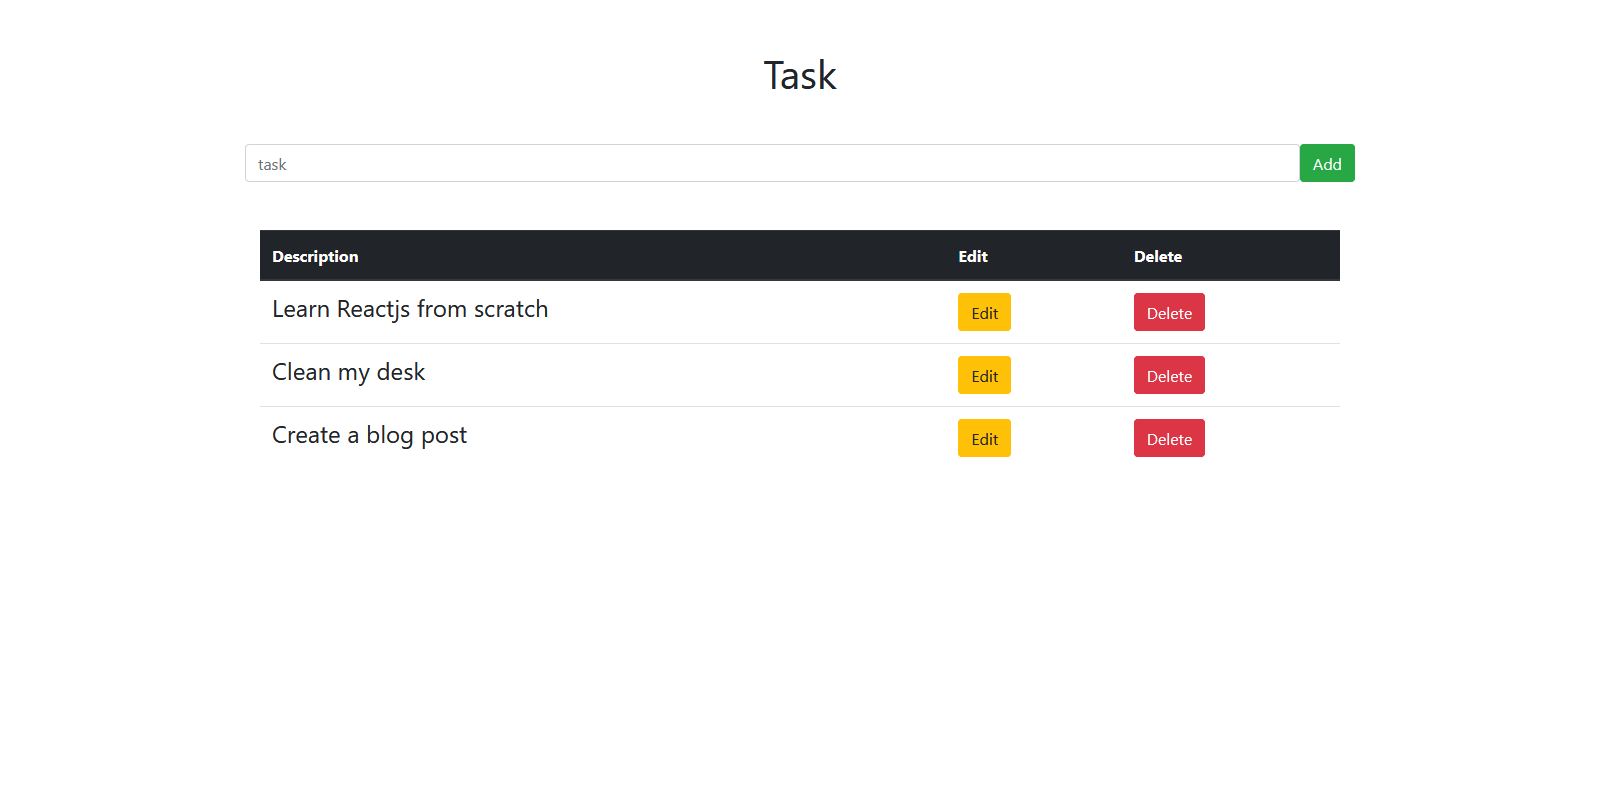 Task
task Add
Description Edit Delete
Learn Reactjs from scratch Edit Delete
Clean my desk Edit Delete
Create a blog post Edit Delete